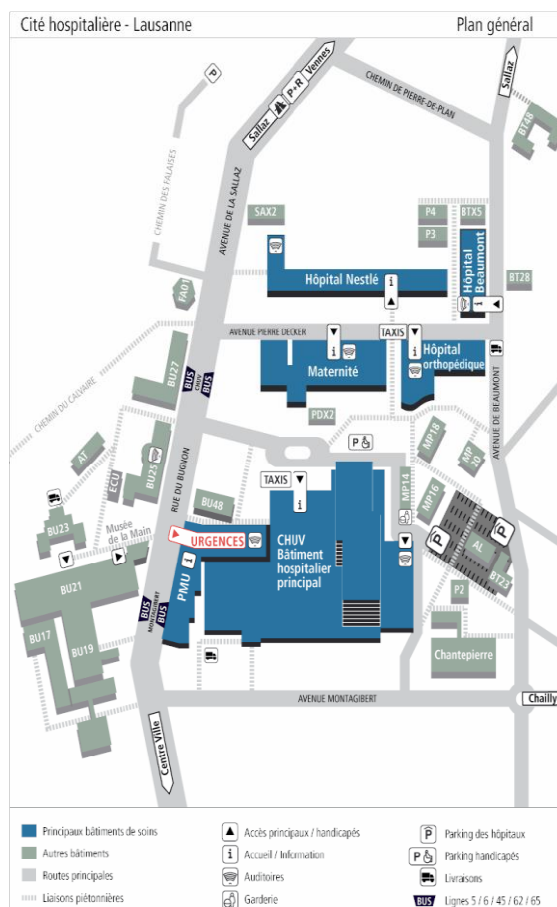 Cité hospitalière - Lausanne
Plan général
Sallaz
P+R
Vennes
Sallaz
P
CHEMIN DE PIERRE-DE-PLAN
CHEMIN DES FALAISES
AVENUE DE LA SALLAZ
BT48
SAX2
P4
BTX5
P3
Hôpital Nestlé
Hôpital
Beaumont
BT28
i
i
FA01
AVENUE PIERRE DECKER
TAXIS
i
i
Maternité
Hôpital
orthopédique
BU27
BUS
CHUV
BUS
CHEMIN DU CALVAIRE
PDX2
AVENUE DE BEAUMONT
AT
BU25
ECU
RUE DU BUGNON
P
MP18
MP
20
TAXIS
i
BU48
MP14
MP16
BU23
Musée
de la Main
URGENCES
CHUV
Bâtiment
hospitalier
principal
P
P
AL
BT23
BU21
PMU
i
BUS
MONTAGIBERT
BUS
P2
BU17
BU19
Chantepierre
AVENUE MONTAGIBERT
Chailly
Centre Ville
Principaux bâtiments de soins
Accès principaux / handicapés
P
Parking des hôpitaux
Autres bâtiments
i
Accueil / Information
P
Parking handicapés
Routes principales
Auditoires
Livraisons
Liaisons piétonnières
Garderie
BUS
Lignes 5 / 6 / 45 / 62 / 65